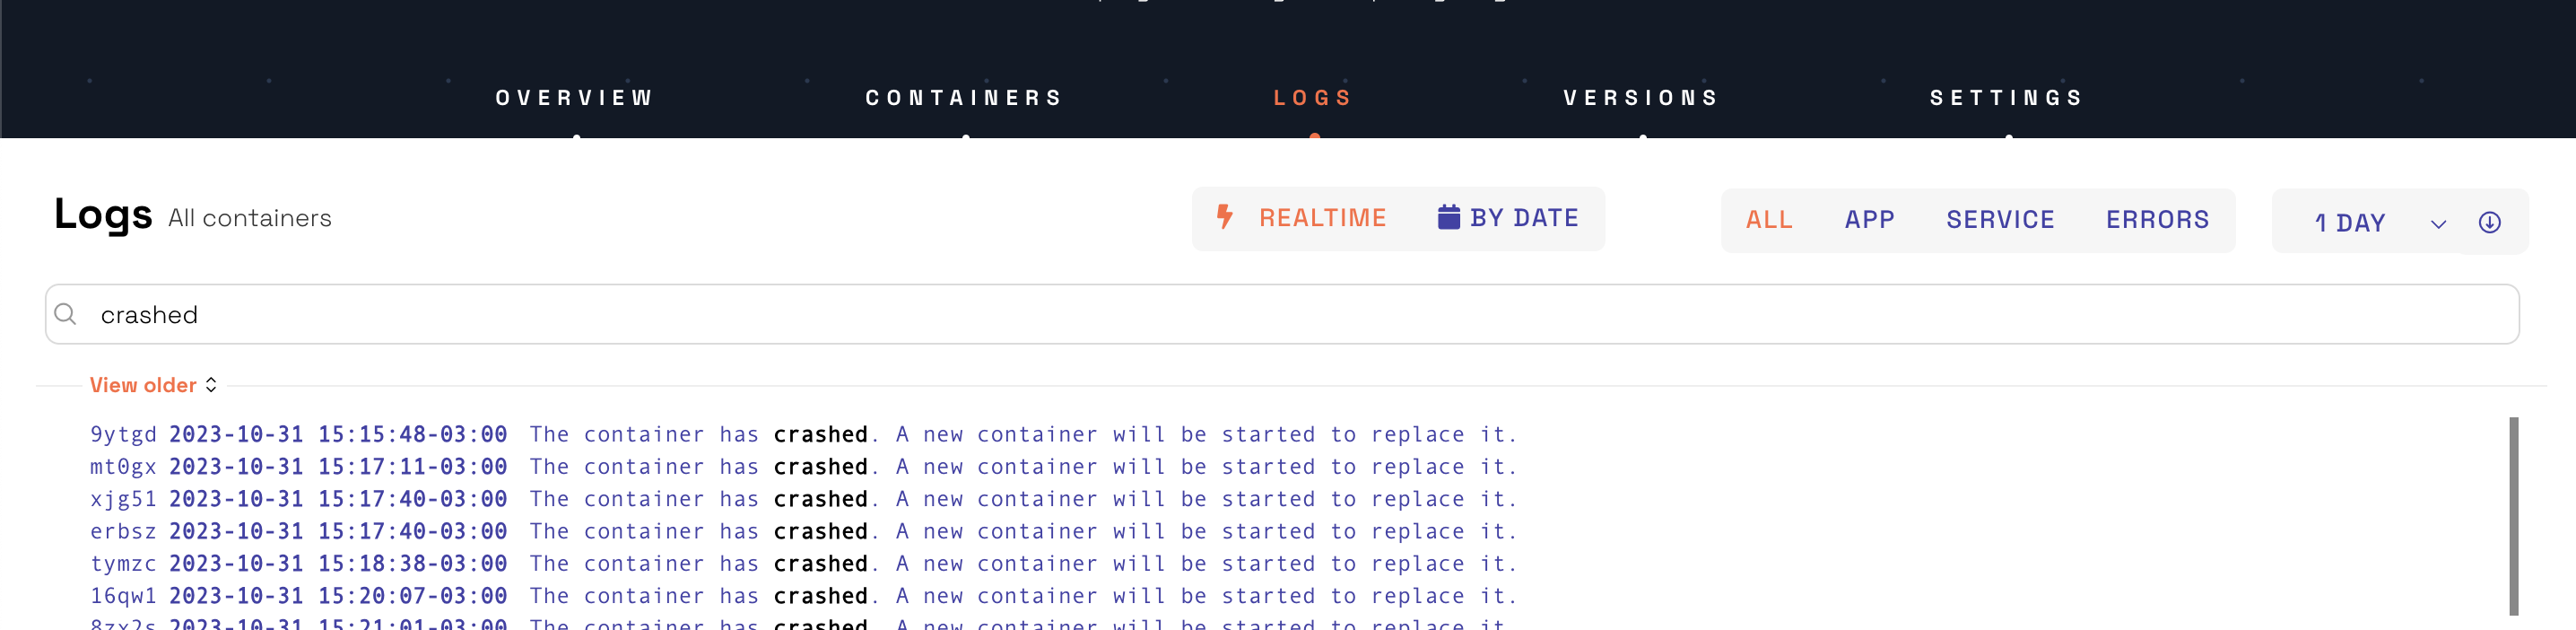 OVERVIEW CONTAINERS LOGS VERSIONS SETTINGS
Logs All containers REALTIME BY DATE ALL APP SERVICE ERRORS 1 DAY
crashed
View older
9ytgd 2023-10-31 15:15:48-03:00 The container has crashed. A new container will be started to replace it.
mt0gx 2023-10-31 15:17:11-03:00 The container has crashed. A new container will be started to replace it.
xjg51 2023-10-31 15:17:40-03:00 The container has crashed. A new container will be started to replace it.
erbsz 2023-10-31 15:17:40-03:00 The container has crashed. A new container will be started to replace it.
tymzc 2023-10-31 15:18:38-03:00 The container has crashed. A new container will be started to replace it.
16qw1 2023-10-31 15:20:07-03:00 The container has crashed. A new container will be started to replace it.
8zx2s 2023-10-31 15:21:01-03:00 The container has crashed. A new container will be started to replace it.